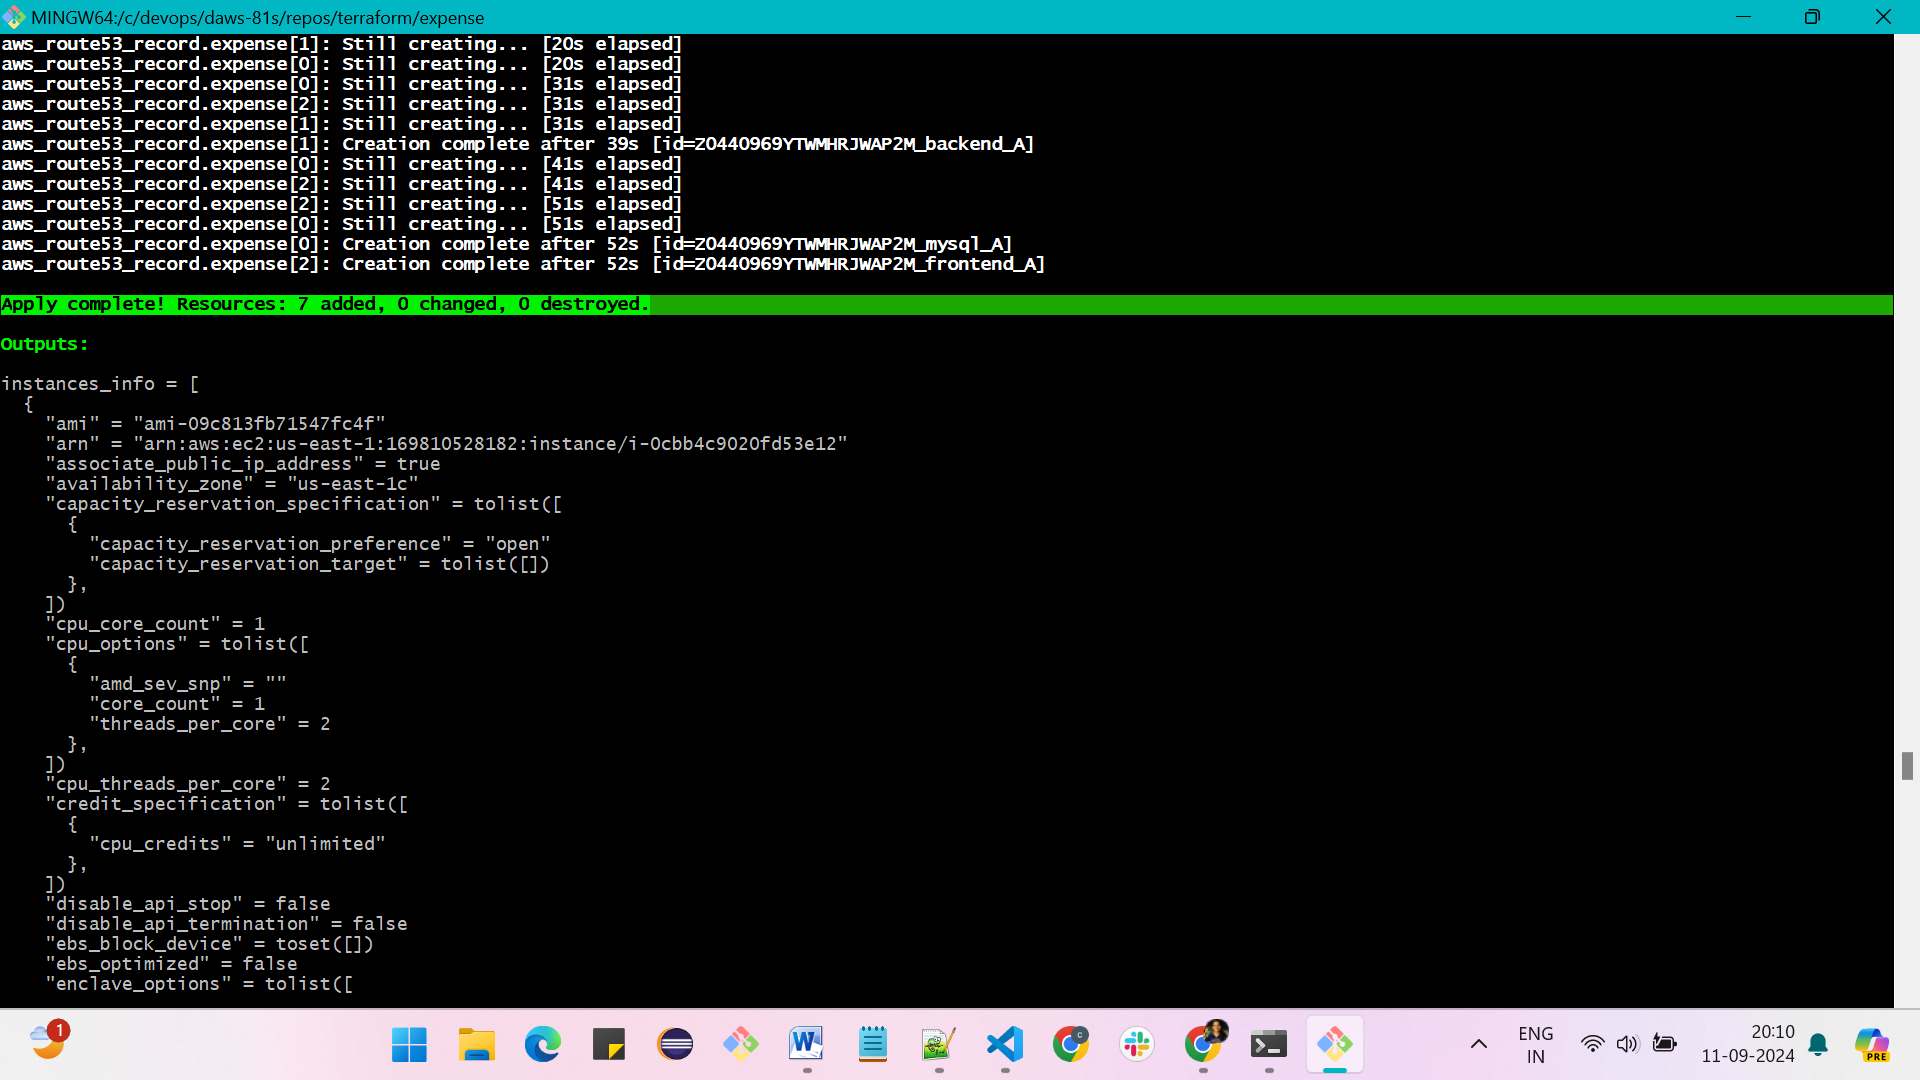 MINGW64:/c/devops/daws-81s/repos/terraform/expense
aws_route53_record.expense[1]: Still creating... [20s elapsed]
aws_route53_record.expense[0]: Still creating... [20s elapsed]
aws_route53_record.expense[0]: Still creating... [31s elapsed]
aws_route53_record.expense[2]: Still creating... [31s elapsed]
aws_route53_record.expense[1]: Still creating... [31s elapsed]
aws_route53_record.expense[1]: Creation complete after 39s [id=Z0440969YTWMHRJWAP2M_backend_A]
aws_route53_record.expense[0]: Still creating... [41s elapsed]
aws_route53_record.expense[2]: Still creating... [41s elapsed]
aws_route53_record.expense[2]: Still creating... [51s elapsed]
aws_route53_record.expense[0]: Still creating... [51s elapsed]
aws_route53_record.expense[0]: Creation complete after 52s [id=Z0440969YTWMHRJWAP2M_mysql_A]
aws_route53_record.expense[2]: Creation complete after 52s [id=Z0440969YTWMHRJWAP2M_frontend_A]
Apply complete! Resources: 7 added, 0 changed, 0 destroyed.
Outputs:
instances_info = [
  {
    "ami" = "ami-09c813fb71547fc4f"
    "arn" = "arn:aws:ec2:us-east-1:169810528182:instance/i-0cbb4c9020fd53e12"
    "associate_public_ip_address" = true
    "availability_zone" = "us-east-1c"
    "capacity_reservation_specification" = tolist([
      {
        "capacity_reservation_preference" = "open"
        "capacity_reservation_target" = tolist([])
      },
    ])
    "cpu_core_count" = 1
    "cpu_options" = tolist([
      {
        "amd_sev_snp" = ""
        "core_count" = 1
        "threads_per_core" = 2
      },
    ])
    "cpu_threads_per_core" = 2
    "credit_specification" = tolist([
      {
        "cpu_credits" = "unlimited"
      },
    ])
    "disable_api_stop" = false
    "disable_api_termination" = false
    "ebs_block_device" = toset([])
    "ebs_optimized" = false
    "enclave_options" = tolist([
1
ENG
IN
20:10
11-09-2024
PRE